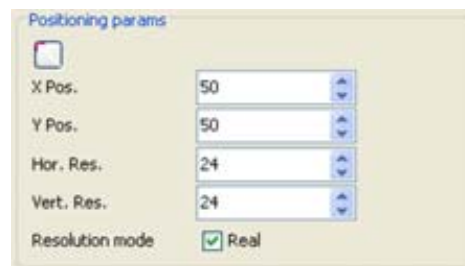 Positioning params
X Pos. 50
Y Pos. 50
Hor. Res. 24
Vert. Res. 24
Resolution mode Real